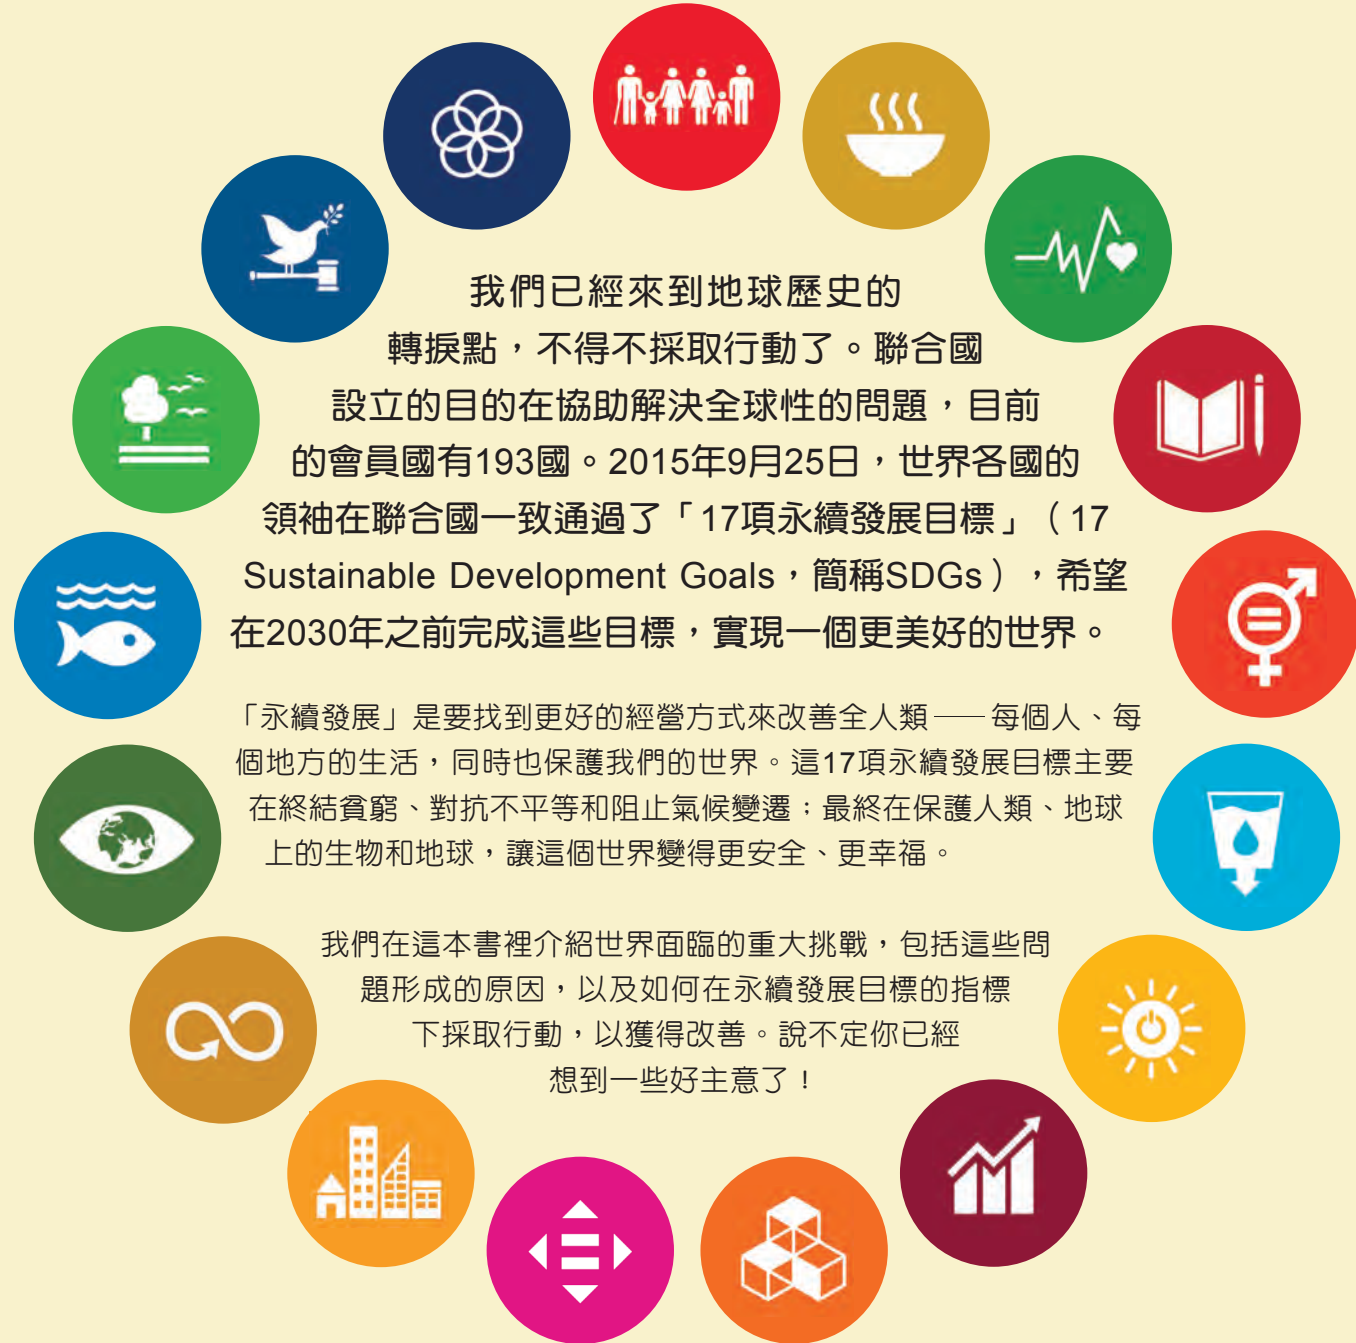 我們已經來到地球歷史的
轉捩點，不得不採取行動了。聯合國
設立的目的在協助解決全球性的問題，目前
的會員國有193國。2015年9月25日，世界各國的
領袖在聯合國一致通過了「17項永續發展目標」（17
Sustainable Development Goals，簡稱SDGs），希望
在2030年之前完成這些目標，實現一個更美好的世界。
「永續發展」是要找到更好的經營方式來改善全人類——每個人、每
個地方的生活，同時也保護我們的世界。這17項永續發展目標主要
在終結貧窮、對抗不平等和阻止氣候變遷；最終在保護人類、地球
上的生物和地球，讓這個世界變得更安全、更幸福。
我們在這本書裡介紹世界面臨的重大挑戰，包括這些問
題形成的原因，以及如何在永續發展目標的指標
下採取行動，以獲得改善。說不定你已經
想到一些好主意了！